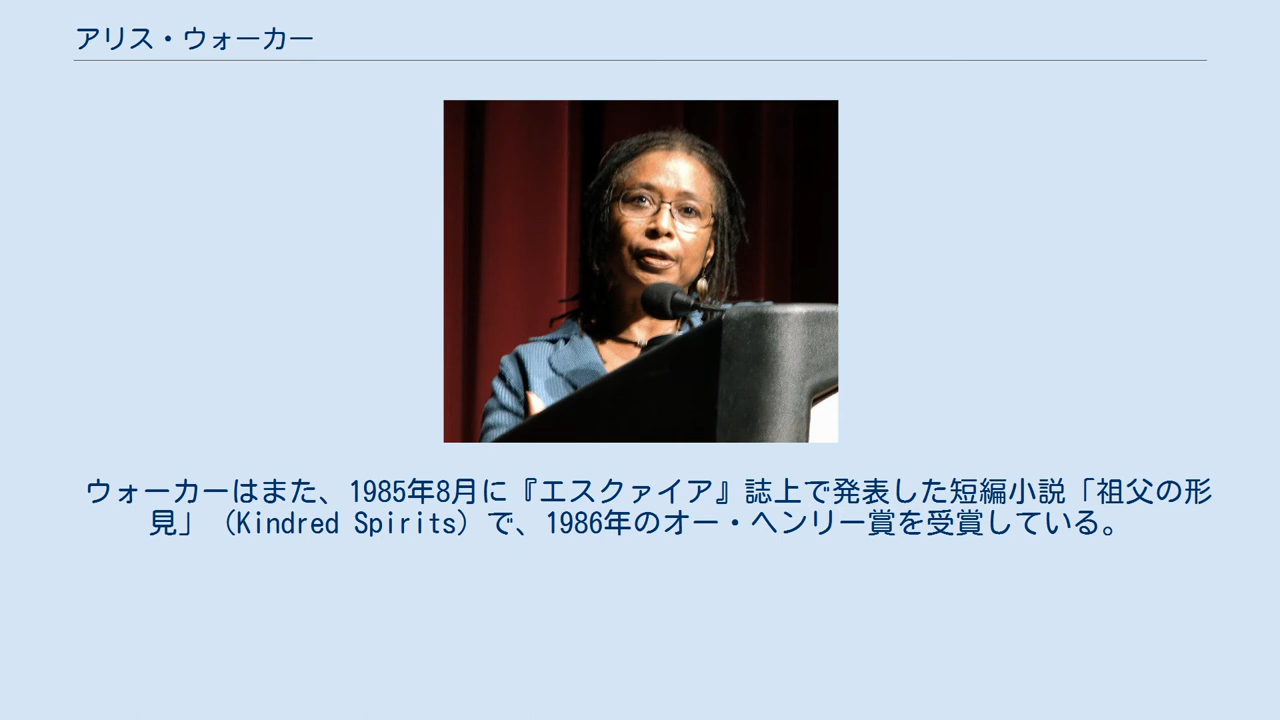 アリス・ウォーカー
ウォーカーはまた、1985年8月に『エスクァイア』誌上で発表した短編小説「祖父の形
見」（Kindred Spirits）で、1986年のオー・ヘンリー賞を受賞している。